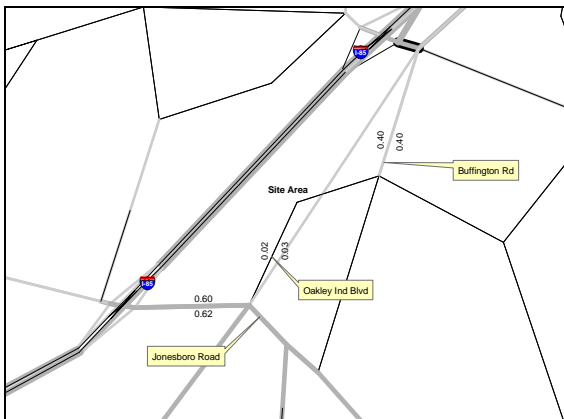 I-85
0.40
0.40
Buffington Rd
Site Area
0.02
0.03
Oakley Ind Blvd
I-85
0.60
0.62
Jonesboro Road